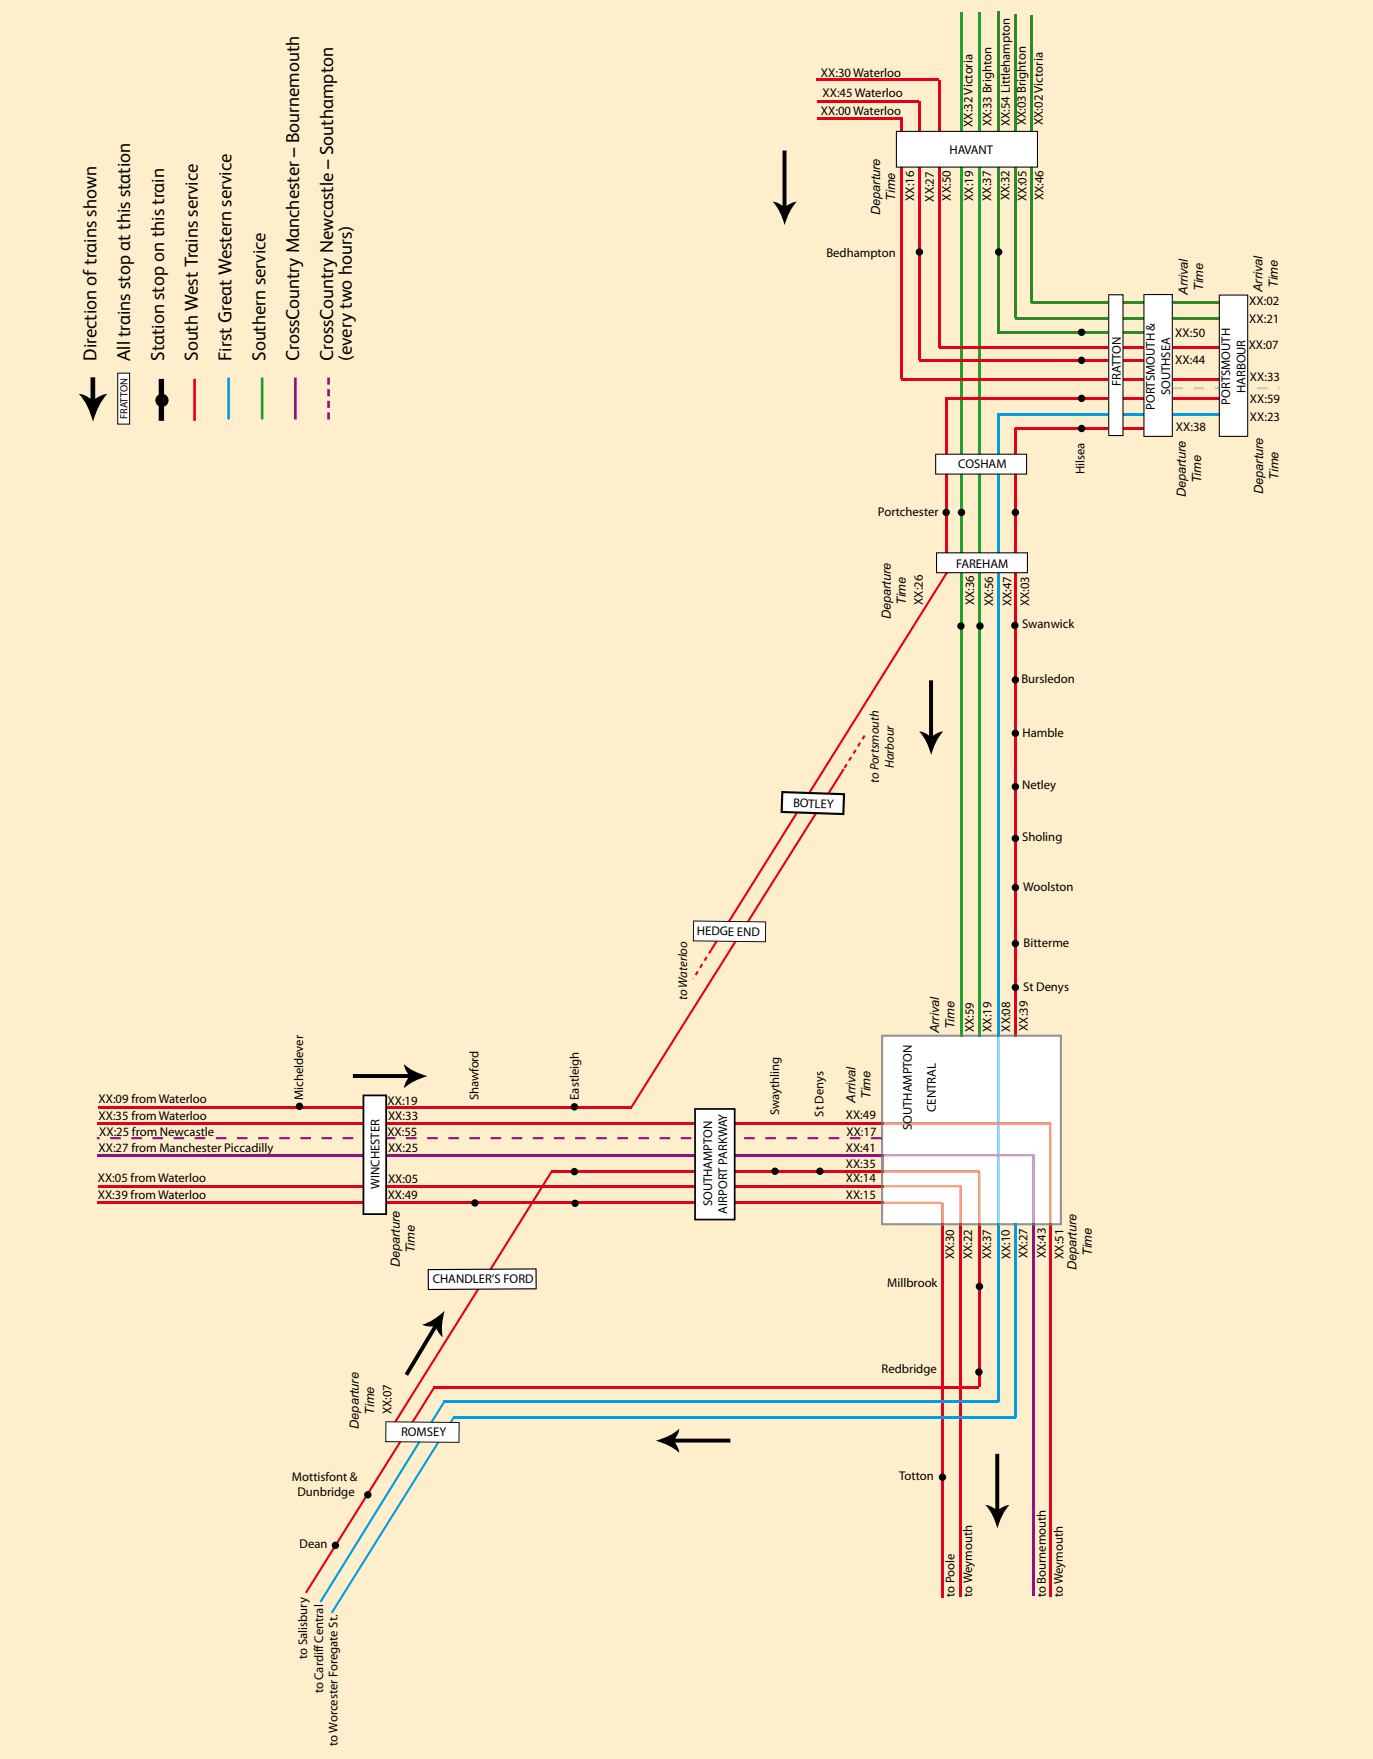 Direction of trains shown
FRATTON
All trains stop at this station
Station stop on this train
South West Trains service
First Great Western service
Southern service
CrossCountry Manchester – Bournemouth
CrossCountry Newcastle – Southampton
(every two hours)
XX:30 Waterloo
XX:45 Waterloo
XX:00 Waterloo
XX:32 Victoria
XX:33 Brighton
XX:54 Littlehampton
XX:03 Brighton
XX:02 Victoria
HAVANT
Departure
Time
XX:16
XX:27
XX:50
XX:19
XX:37
XX:32
XX:05
XX:46
Bedhampton
Arrival
Time
Arrival
Time
FRATTON
PORTSMOUTH &
SOUTHSEA
PORTSMOUTH
HARBOUR
XX:02
XX:21
XX:50
XX:07
XX:44
XX:33
XX:59
XX:23
XX:38
Hilsea
Departure
Time
Departure
Time
COSHAM
Portchester
FAREHAM
Departure
Time
XX:26
XX:36
XX:56
XX:47
XX:03
Swanwick
Bursledon
Hamble
Netley
Sholing
Woolston
Bitterme
St Denys
to Portsmouth
Harbour
BOTLEY
HEDGE END
to Waterloo
Arrival
Time
XX:59
XX:19
XX:08
XX:39
SOUTHAMPTON
CENTRAL
Micheldever
Shawford
Eastleigh
Swaythling
St Denys
Arrival
Time
XX:09 from Waterloo
XX:35 from Waterloo
XX:25 from Newcastle
XX:27 from Manchester Piccadilly
XX:05 from Waterloo
XX:39 from Waterloo
WINCHESTER
XX:19
XX:33
XX:55
XX:25
XX:05
XX:49
Departure
Time
SOUTHAMPTON
AIRPORT PARKWAY
XX:49
XX:17
XX:41
XX:35
XX:14
XX:15
XX:30
XX:22
XX:37
XX:10
XX:27
XX:43
XX:51
Departure
Time
CHANDLER'S FORD
Millbrook
Redbridge
Departure
Time
XX:07
ROMSEY
Mottisfont &
Dunbridge
Dean
Totton
to Salisbury
to Cardiff Central
to Worcester Foregate St.
to Poole
to Weymouth
to Bournemouth
to Weymouth